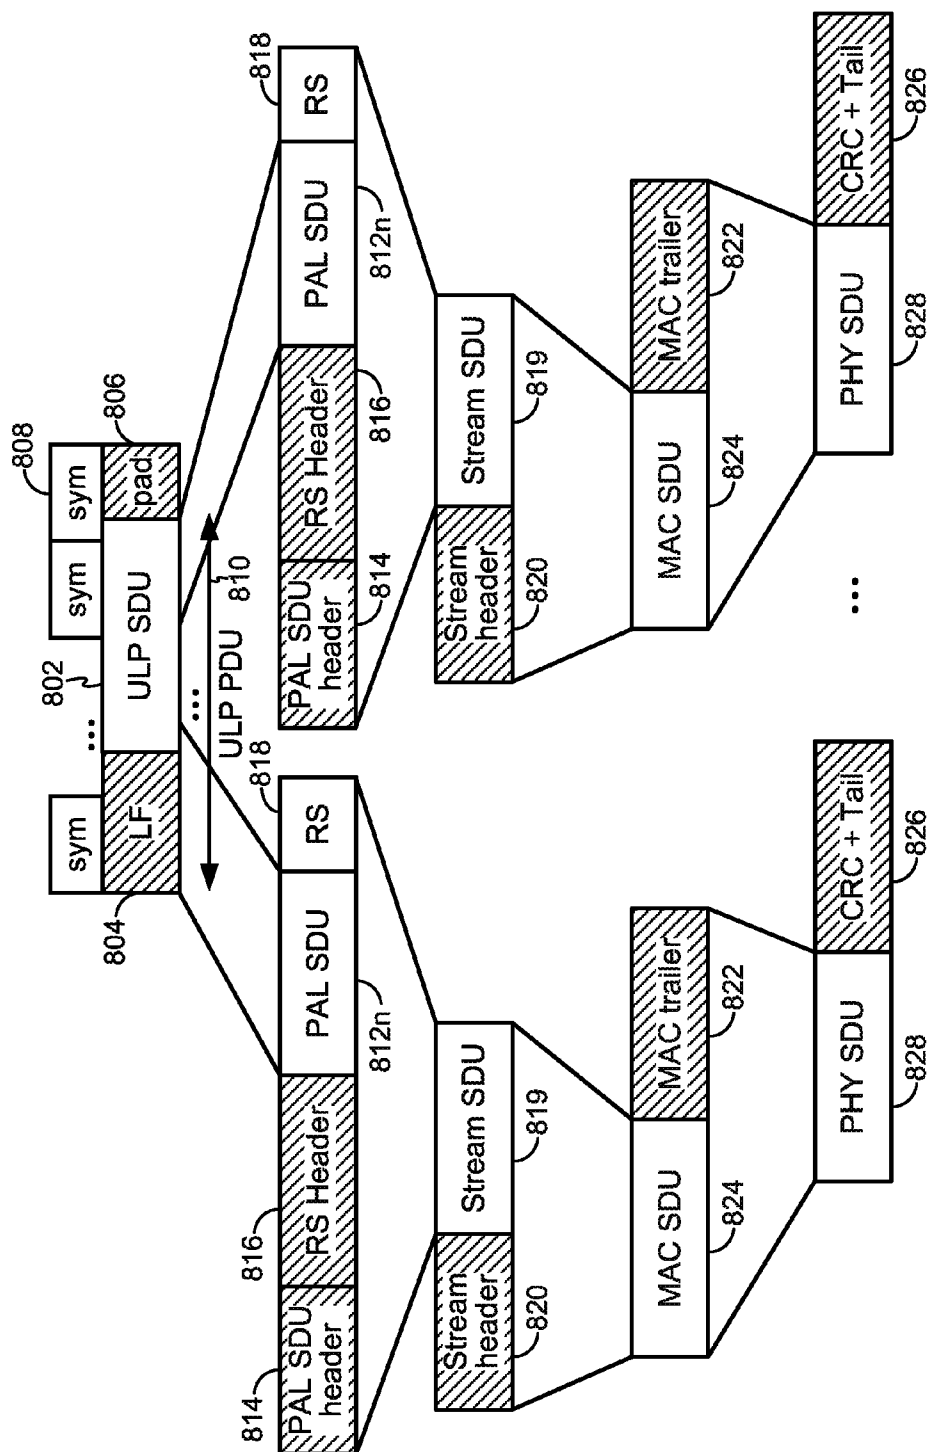 808
sym ... sym sym
802
804 LF ULP SDU pad 806
...
ULP PDU 810
814 816 818 818
PAL SDU header
RS Header
PAL SDU
RS
PAL SDU header
RS Header
PAL SDU
RS
812n 814 816 812n
Stream header
Stream SDU
Stream header
Stream SDU
820 819 820 819
MAC SDU MAC trailer MAC SDU MAC trailer
824 822 824 822
PHY SDU CRC + Tail ... PHY SDU CRC + Tail
828 826 828 826